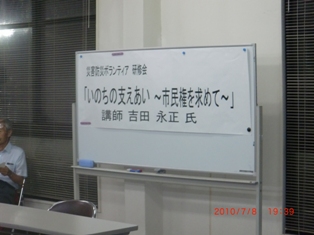 災害防災ボランティア 研修会
「いのちの支えあい ～市民権を求めて～」
講師 吉田 永正 氏
2010/7/8 19:39